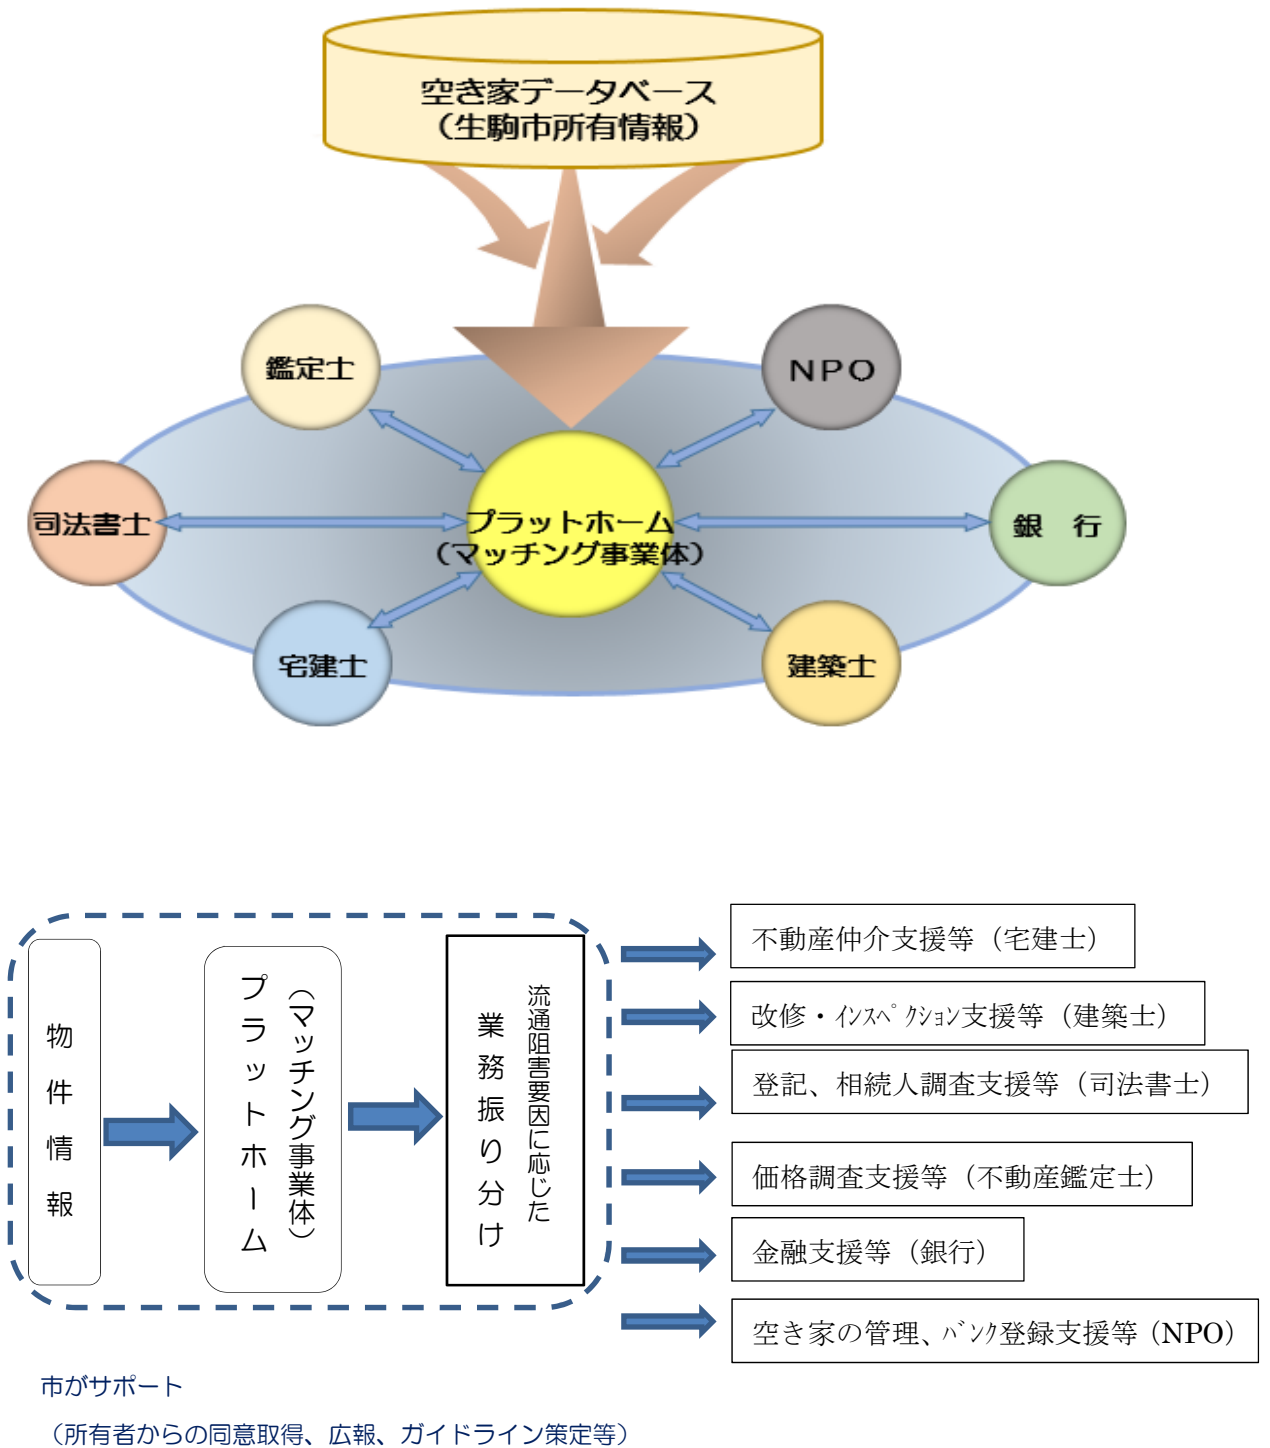 空き家データベース
（生駒市所有情報）
鑑定士
ＮＰＯ
司法書士
プラットホーム
（マッチング事業体）
銀　行
宅建士
建築士
物件情報
プラットホーム
（マッチング事業体）
流通阻害要因に応じた
業務振り分け
不動産仲介支援等（宅建士）
改修・ｲﾝｽﾍﾟｸｼｮﾝ支援等（建築士）
登記、相続人調査支援等（司法書士）
価格調査支援等（不動産鑑定士）
金融支援等（銀行）
空き家の管理、ﾊﾞﾝｸ登録支援等（NPO）
市がサポート
（所有者からの同意取得、広報、ガイドライン策定等）